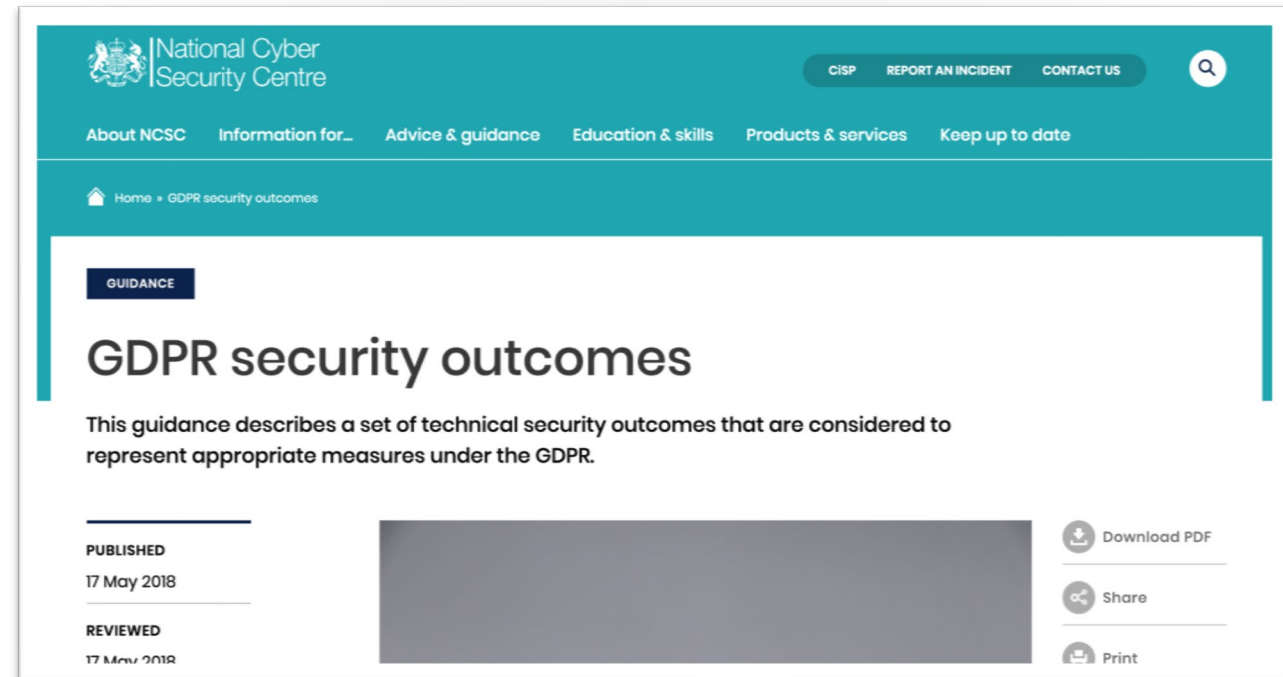 National Cyber
Security Centre
CiSP REPORT AN INCIDENT CONTACT US
About NCSC Information for... Advice & guidance Education & skills Products & services Keep up to date
Home » GDPR security outcomes
GUIDANCE
GDPR security outcomes
This guidance describes a set of technical security outcomes that are considered to
represent appropriate measures under the GDPR.
PUBLISHED
17 May 2018
REVIEWED
17 May 2018
Download PDF
Share
Print